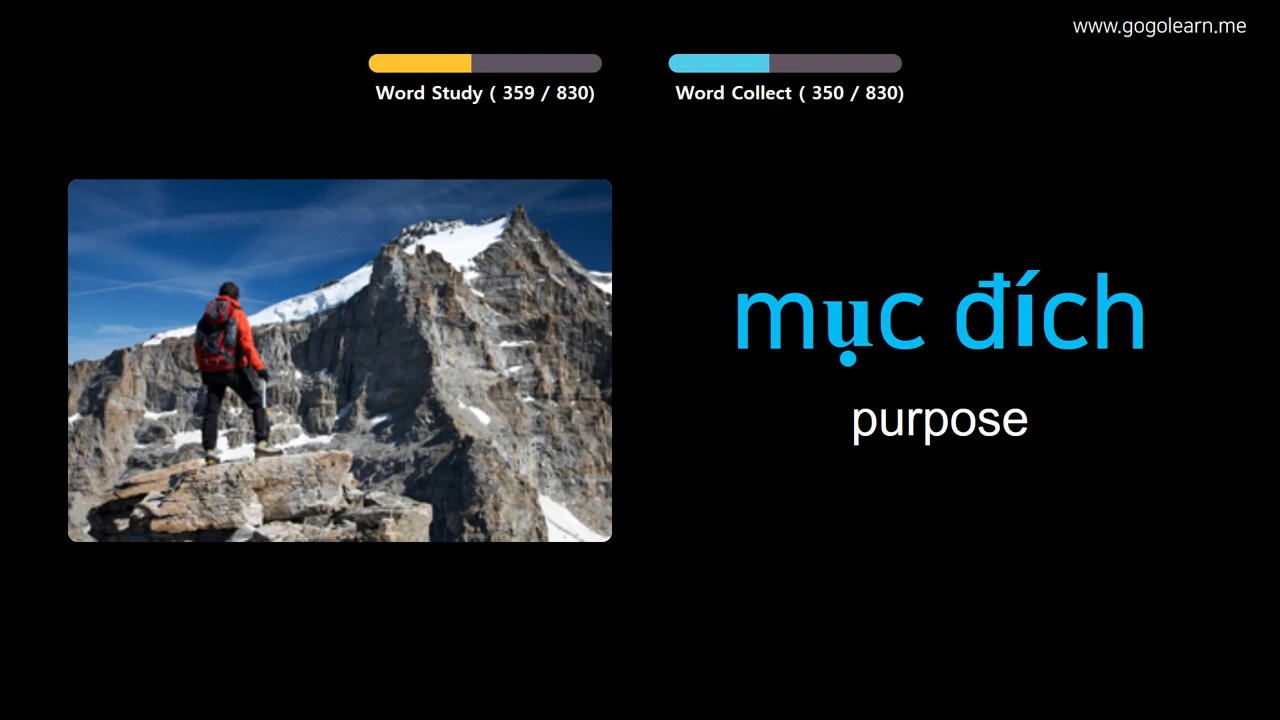 www.gogolearn.me
Word Study ( 359 / 830)
Word Collect ( 350 / 830)
mục đích
purpose